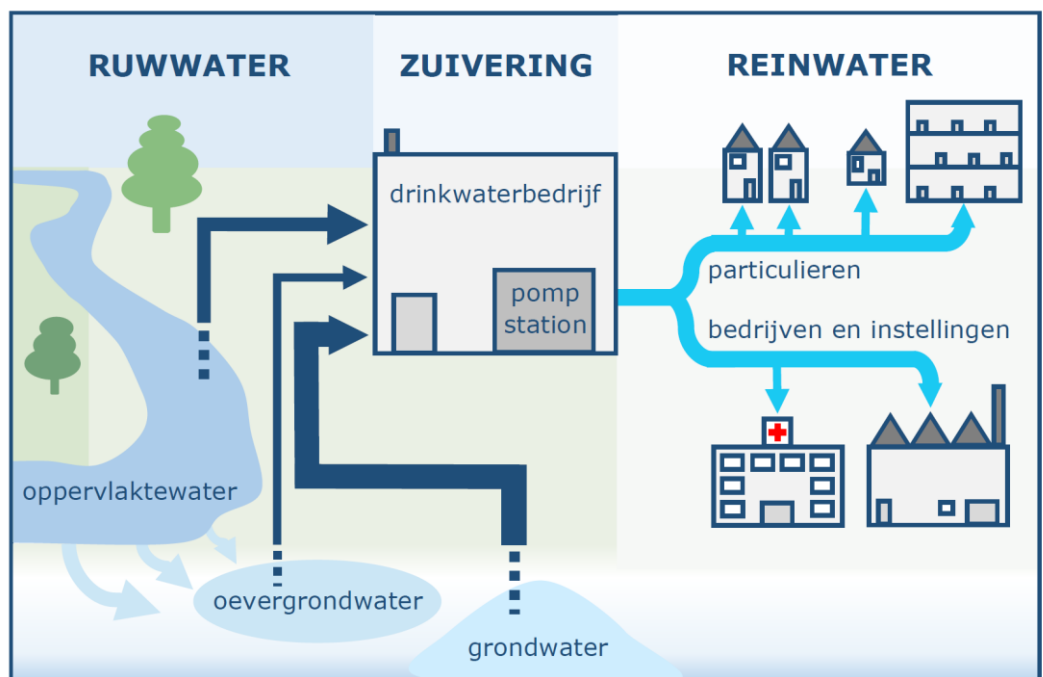 RUWWATER
ZUIVERING
REINWATER
drinkwaterbedrijf
pomp
station
particulieren
bedrijven en instellingen
oppervlaktewater
oevergrondwater
grondwater